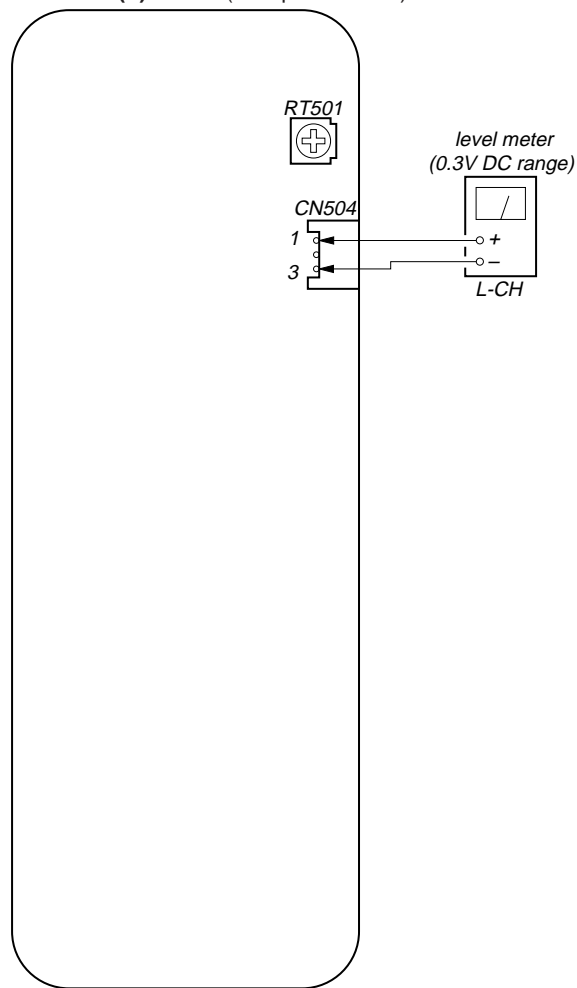 RT501
level meter
(0.3V DC range)
CN504
1
+
3
–
L-CH